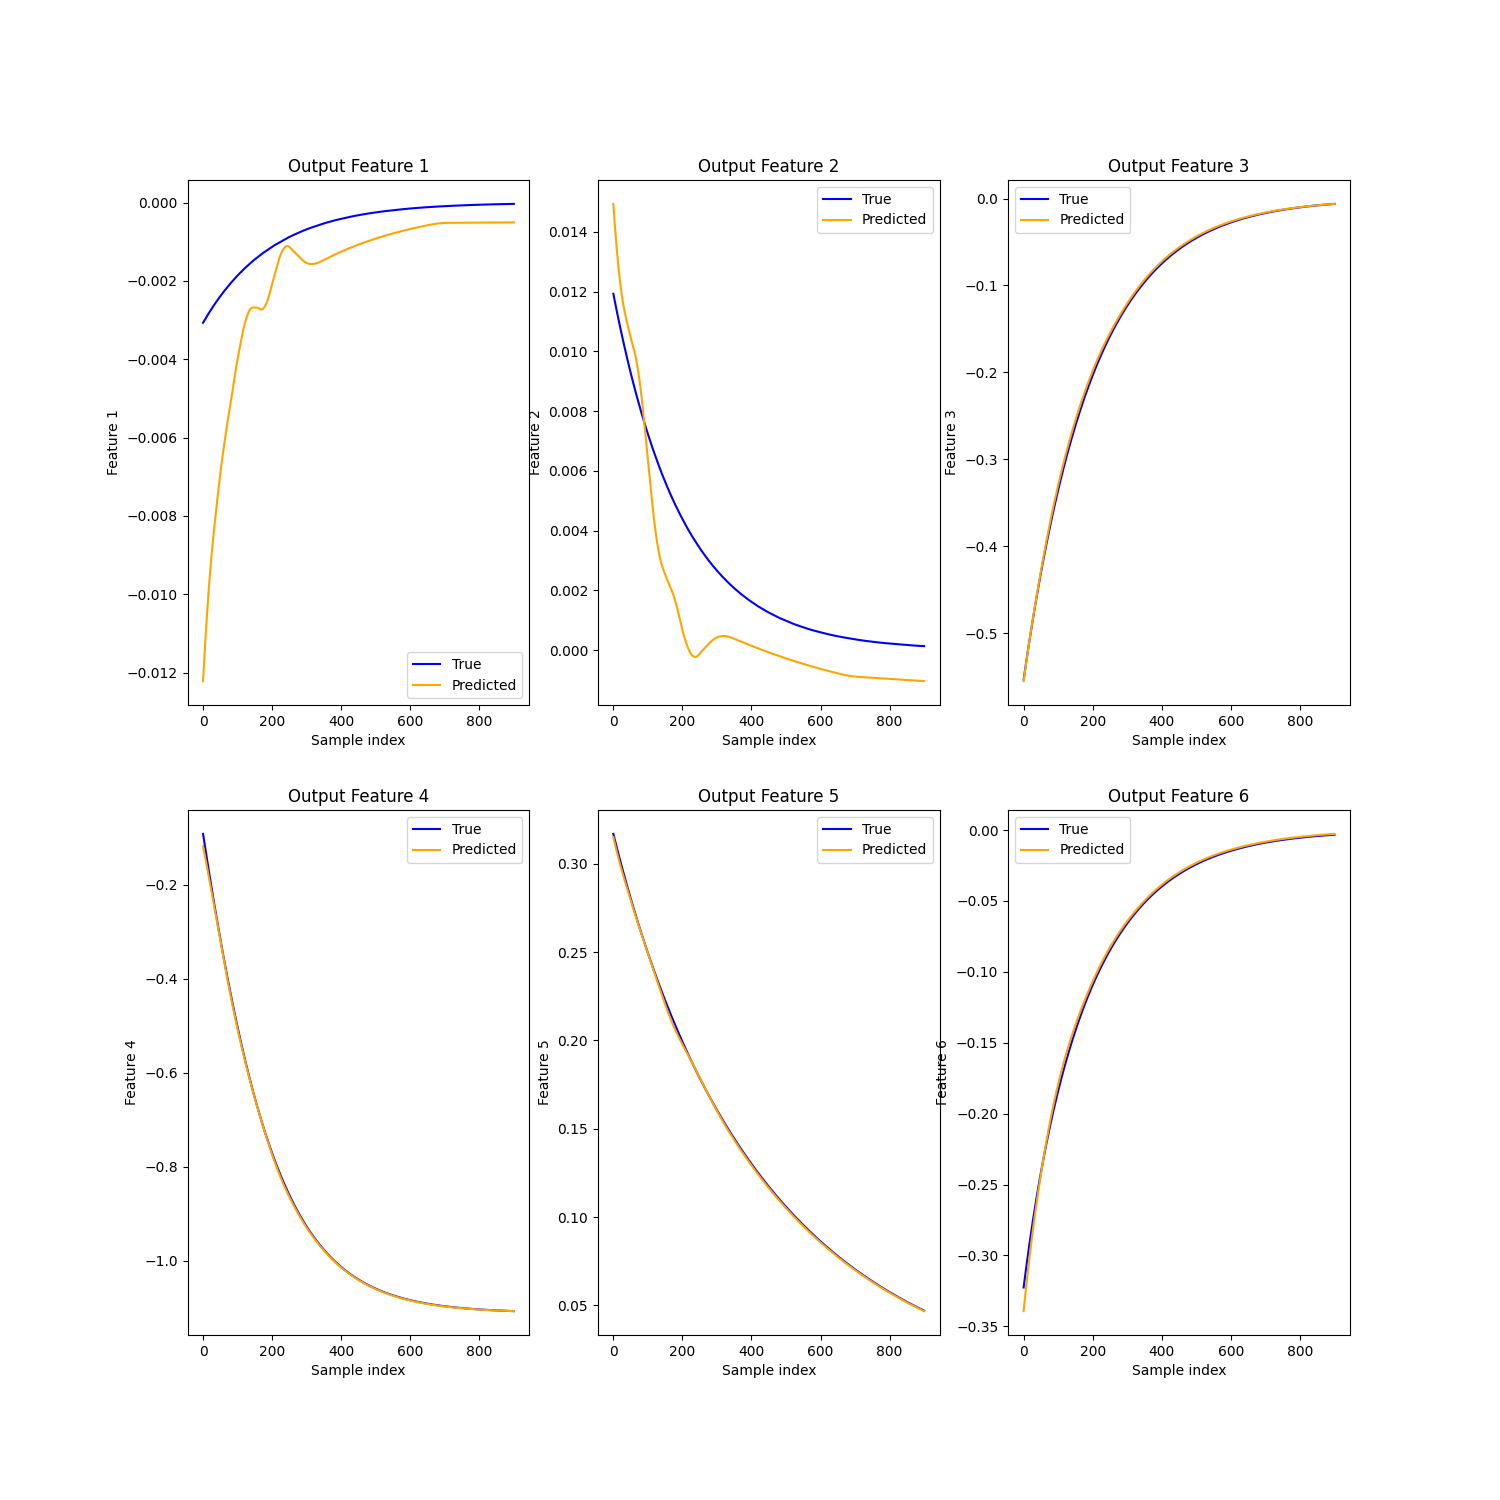 Output Feature 1
Feature 1
0.000
−0.002
−0.004
−0.006
−0.008
−0.010
−0.012
True
Predicted
0 200 400 600 800
Sample index
Output Feature 2
Feature 2
0.014
0.012
0.010
0.008
0.006
0.004
0.002
0.000
True
Predicted
0 200 400 600 800
Sample index
Output Feature 3
Feature 3
0.0
−0.1
−0.2
−0.3
−0.4
−0.5
True
Predicted
0 200 400 600 800
Sample index
Output Feature 4
Feature 4
−0.2
−0.4
−0.6
−0.8
−1.0
True
Predicted
0 200 400 600 800
Sample index
Output Feature 5
Feature 5
0.30
0.25
0.20
0.15
0.10
0.05
True
Predicted
0 200 400 600 800
Sample index
Output Feature 6
Feature 6
0.00
−0.05
−0.10
−0.15
−0.20
−0.25
−0.30
−0.35
True
Predicted
0 200 400 600 800
Sample index